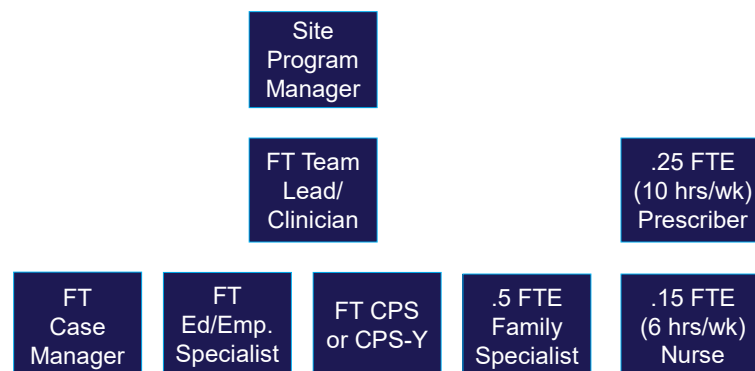 Site
Program
Manager
FT Team
Lead/
Clinician
.25 FTE
(10 hrs/wk)
Prescriber
FT
Case
Manager
FT
Ed/Emp.
Specialist
FT CPS
or CPS-Y
.5 FTE
Family
Specialist
.15 FTE
(6 hrs/wk)
Nurse